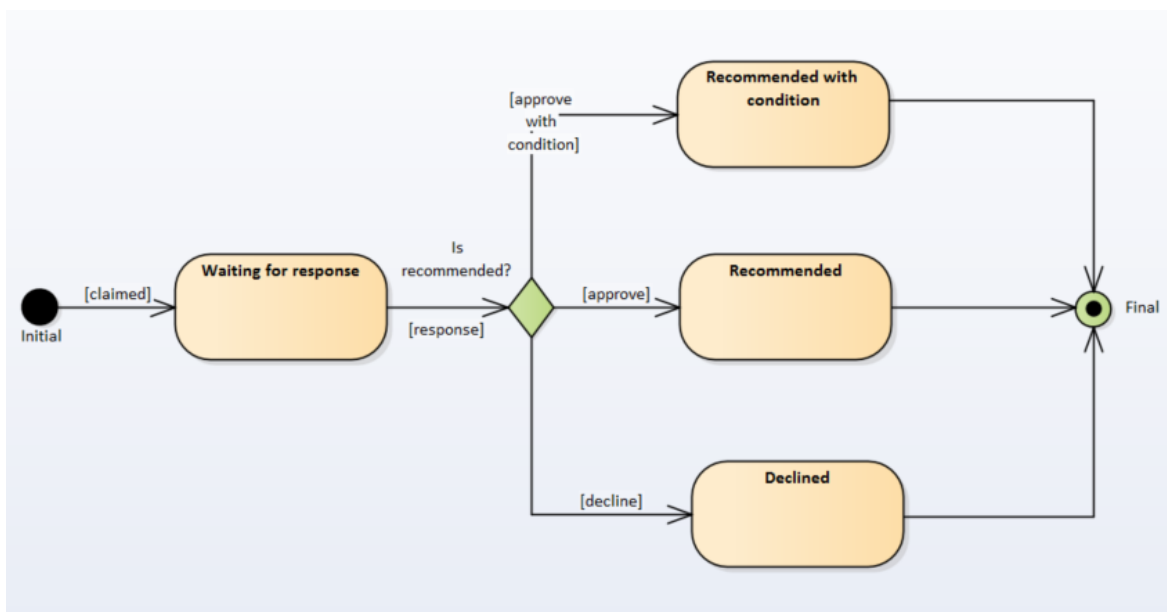 Recommended with
condition
[approve
with
condition]
Is
recommended?
Waiting for response
Recommended
[claimed]
[approve]
Final
[response]
Initial
Declined
[decline]